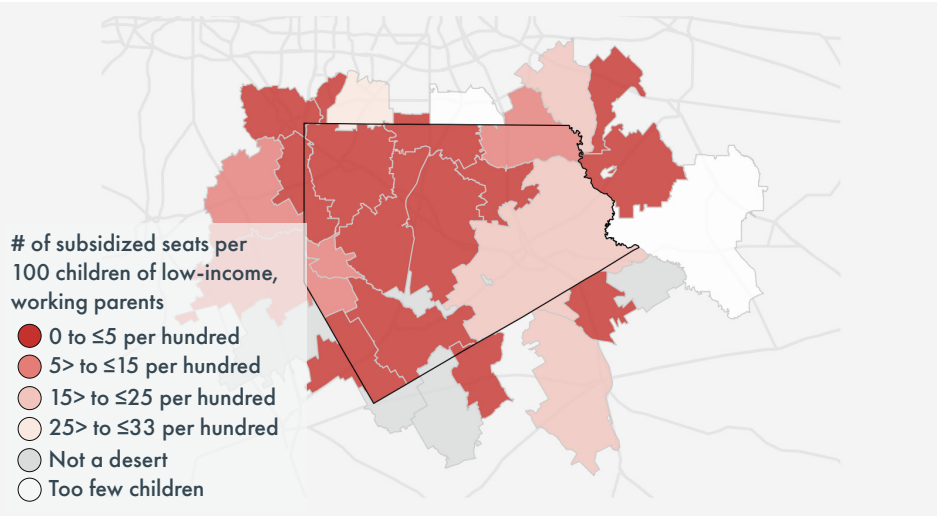 # of subsidized seats per
100 children of low-income,
working parents
0 to ≤5 per hundred
5> to ≤15 per hundred
15> to ≤25 per hundred
25> to ≤33 per hundred
Not a desert
Too few children